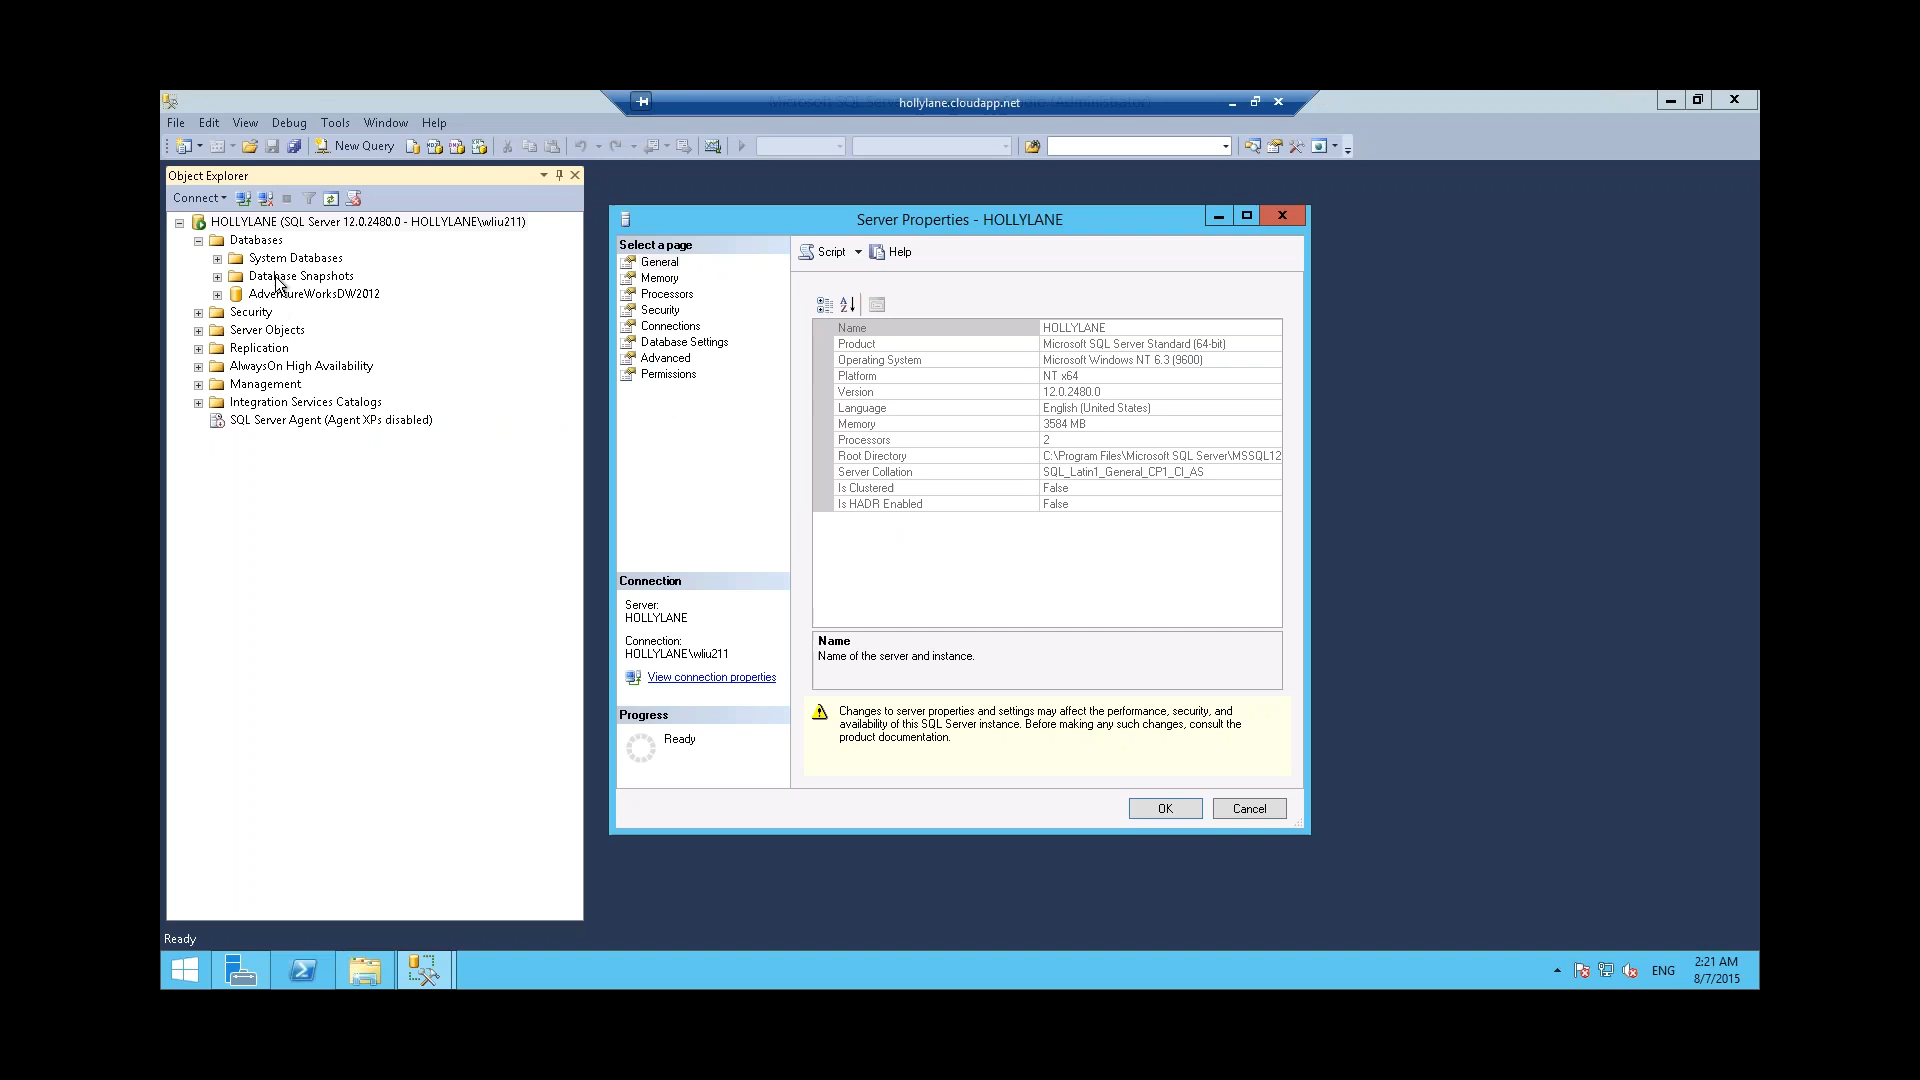 hollylane.cloudapp.net
File Edit View Debug Tools Window Help
New Query
Object Explorer
Connect
HOLLYLANE (SQL Server 12.0.2480.0 - HOLLYLANE\wliu211)
Databases
System Databases
Database Snapshots
AdventureWorksDW2012
Security
Server Objects
Replication
AlwaysOn High Availability
Management
Integration Services Catalogs
SQL Server Agent (Agent XPs disabled)
Server Properties - HOLLYLANE
Select a page
General
Memory
Processors
Security
Connections
Database Settings
Advanced
Permissions
Connection
Server:
HOLLYLANE
Connection:
HOLLYLANE\wliu211
View connection properties
Progress
Ready
Script Help
Name HOLLYLANE
Product Microsoft SQL Server Standard (64-bit)
Operating System Microsoft Windows NT 6.3 (9600)
Platform NT x64
Version 12.0.2480.0
Language English (United States)
Memory 3584 MB
Processors 2
Root Directory C:\Program Files\Microsoft SQL Server\MSSQL12
Server Collation SQL_Latin1_General_CP1_CI_AS
Is Clustered False
Is HADR Enabled False
Name
Name of the server and instance.
Changes to server properties and settings may affect the performance, security, and
availability of this SQL Server instance. Before making any such changes, consult the
product documentation.
OK Cancel
Ready
ENG
2:21 AM
8/7/2015